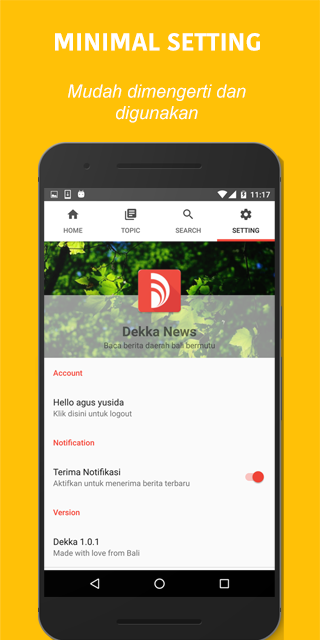 MINIMAL SETTING
Mudah dimengerti dan
digunakan
11:17
HOME TOPIC SEARCH SETTING
Dekka News
Baca berita daerah bali bermutu
Account
Hello agus yusida
Klik disini untuk logout
Notification
Terima Notifikasi
Aktifkan untuk menerima berita terbaru
Version
Dekka 1.0.1
Made with love from Bali